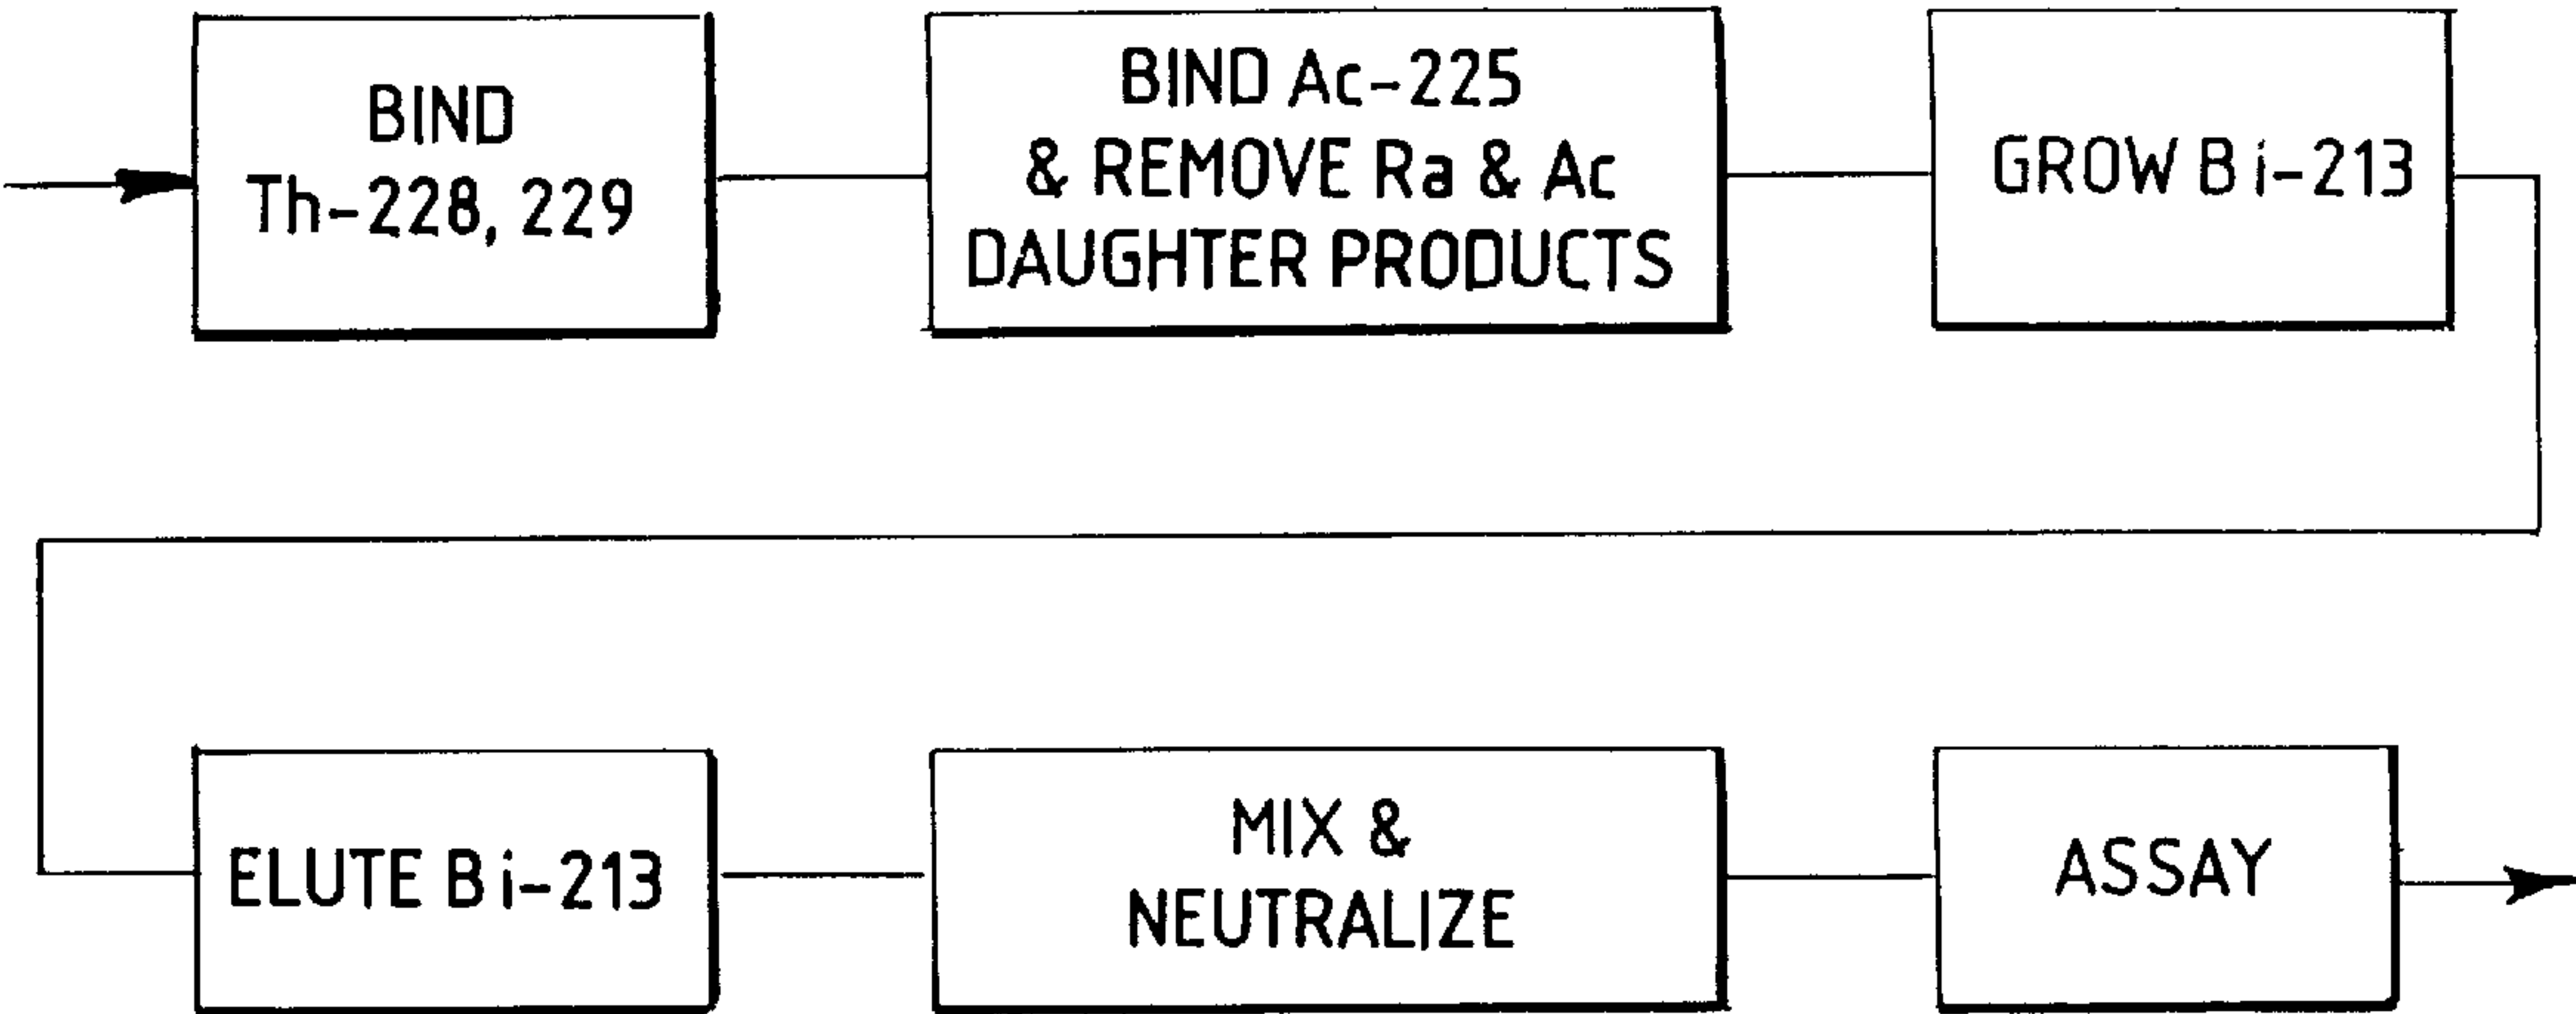 BIND
Th-228, 229
BIND Ac-225
& REMOVE Ra & Ac
DAUGHTER PRODUCTS
GROW Bi-213
ELUTE Bi-213
MIX &
NEUTRALIZE
ASSAY